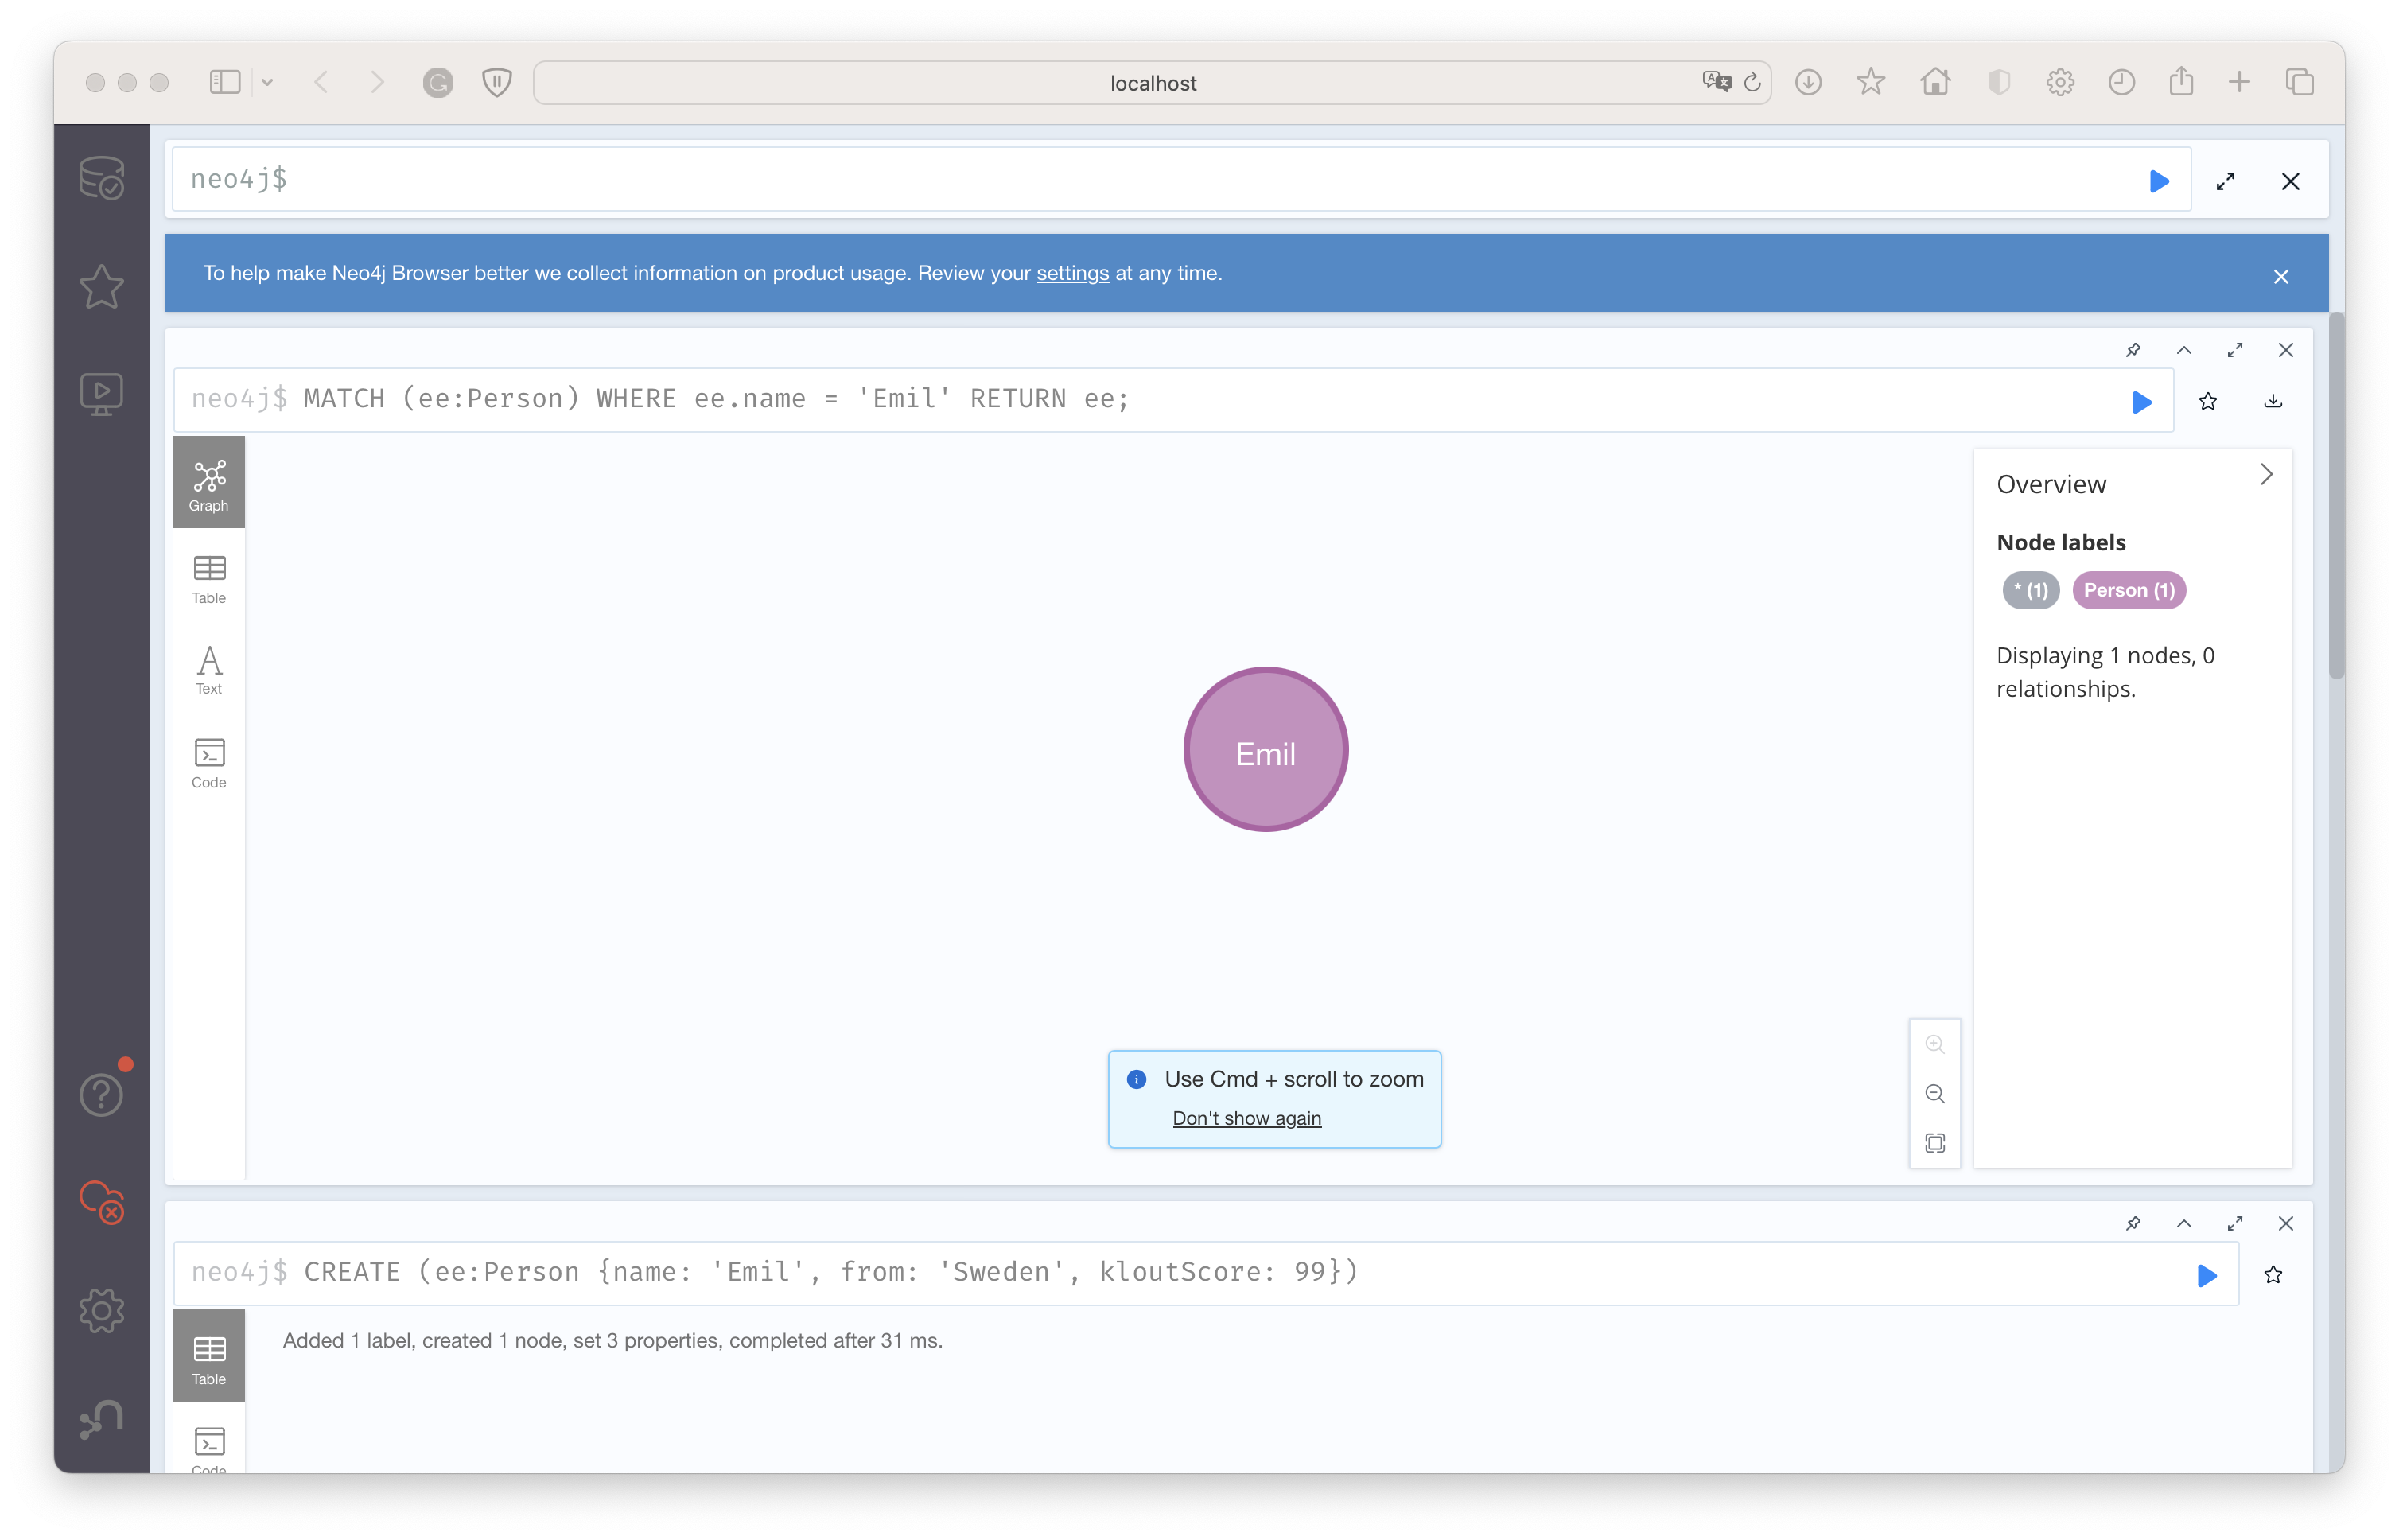 localhost
neo4j$
To help make Neo4j Browser better we collect information on product usage. Review your settings at any time.
neo4j$ MATCH (ee:Person) WHERE ee.name = 'Emil' RETURN ee;
Graph
Table
Text
Code
Emil
Overview
Node labels
* (1) Person (1)
Displaying 1 nodes, 0
relationships.
Use Cmd + scroll to zoom
Don't show again
neo4j$ CREATE (ee:Person {name: 'Emil', from: 'Sweden', kloutScore: 99})
Table
Added 1 label, created 1 node, set 3 properties, completed after 31 ms.
Code